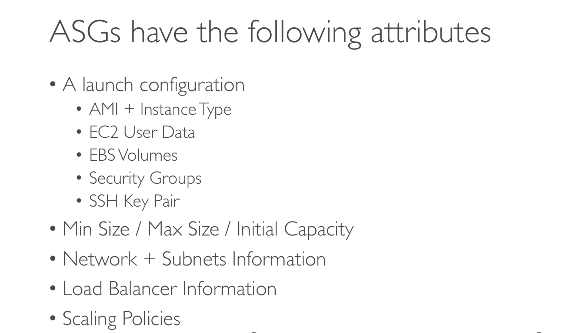 ASGs have the following attributes
• A launch configuration
• AMI + Instance Type
• EC2 User Data
• EBS Volumes
• Security Groups
• SSH Key Pair
• Min Size / Max Size / Initial Capacity
• Network + Subnets Information
• Load Balancer Information
• Scaling Policies